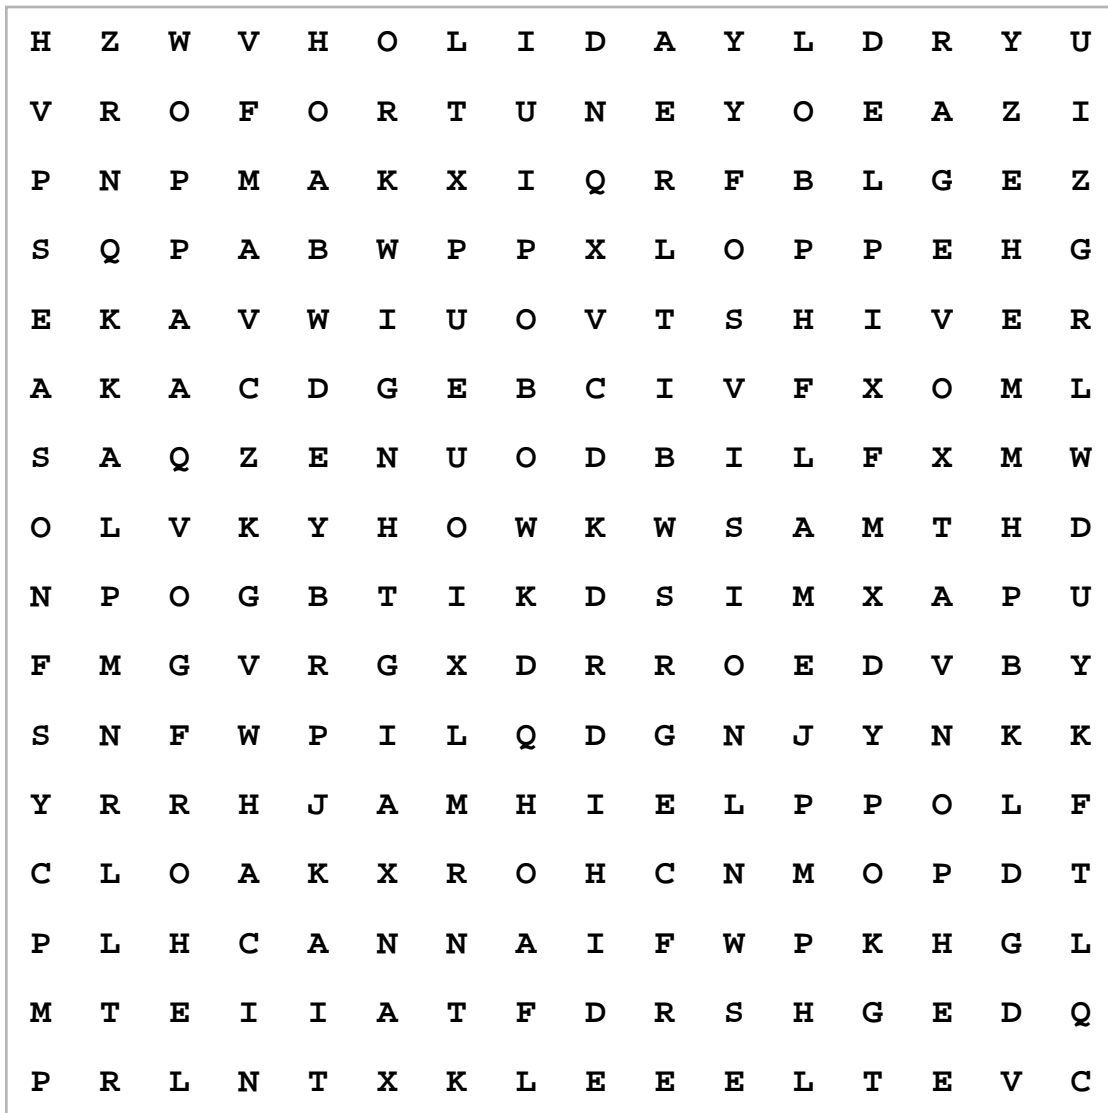 H Z W V H O L I D A Y L D R Y U
V R O F O R T U N E Y O E A Z I
P N P M A K X I Q R F B L G E Z
S Q P A B W P P X L O P P E H G
E K A V W I U O V T S H I V E R
A K A C D G E B C I V F X O M L
S A Q Z E N U O D B I L F X M W
O L V K Y H O W K W S A M T H D
N P O G B T I K D S I M X A P U
F M G V R G X D R R O E D V B Y
S N F W P I L Q D G N J Y N K K
Y R R H J A M H I E L P P O L F
C L O A K X R O H C N M O P D T
P L H C A N N A I F W P K H G L
M T E I I A T F D R S H G E D Q
P R L N T X K L E E E L T E V C